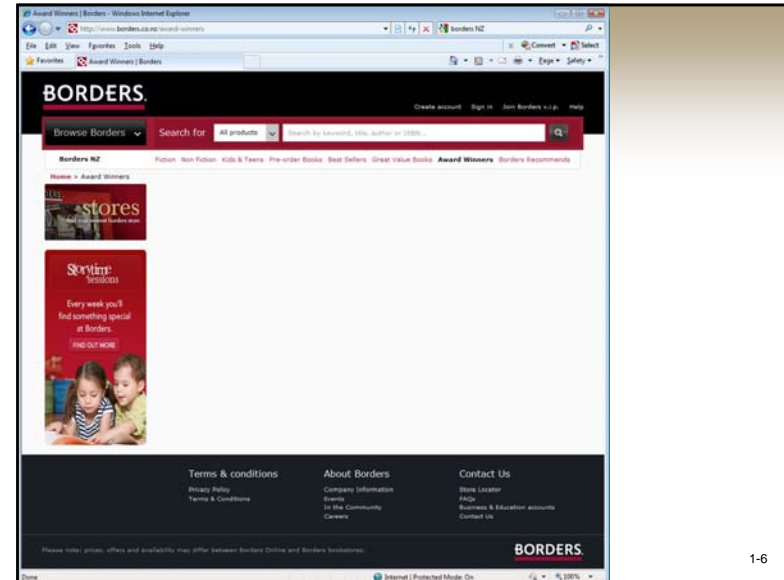 Award Winners | Borders - Windows Internet Explorer
http://www.borders.co.nz/award-winners
borders NZ
File Edit View Favorites Tools Help
x Convert Select
Favorites Award Winners | Borders
Page Safety
BORDERS.
Create account Sign in Join Borders v.i.p. Help
Browse Borders Search for All products Search by keyword, title, author or ISBN...
Borders NZ Fiction Non Fiction Kids & Teens Pre-order Books Best Sellers Great Value Books Award Winners Borders Recommends
Home > Award Winners
stores
Find your nearest Borders store
Storytime
sessions
Every week you'll
find something special
at Borders.
FIND OUT MORE
Terms & conditions About Borders Contact Us
Privacy Policy Company Information Store Locator
Terms & Conditions Events FAQs
In the Community Business & Education accounts
Careers Contact Us
Please note: prices, offers and availability may differ between Borders Online and Borders bookstores.
BORDERS.
1-6
Done Internet | Protected Mode: On 100%